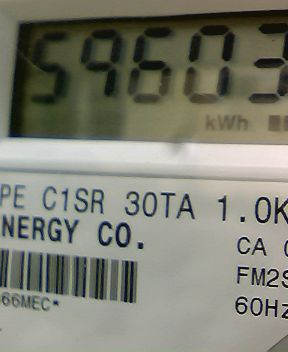 59603
kWh
PE C1SR 30TA 1.0K
NERGY CO.
CA
FM2S
66MEC*
60Hz